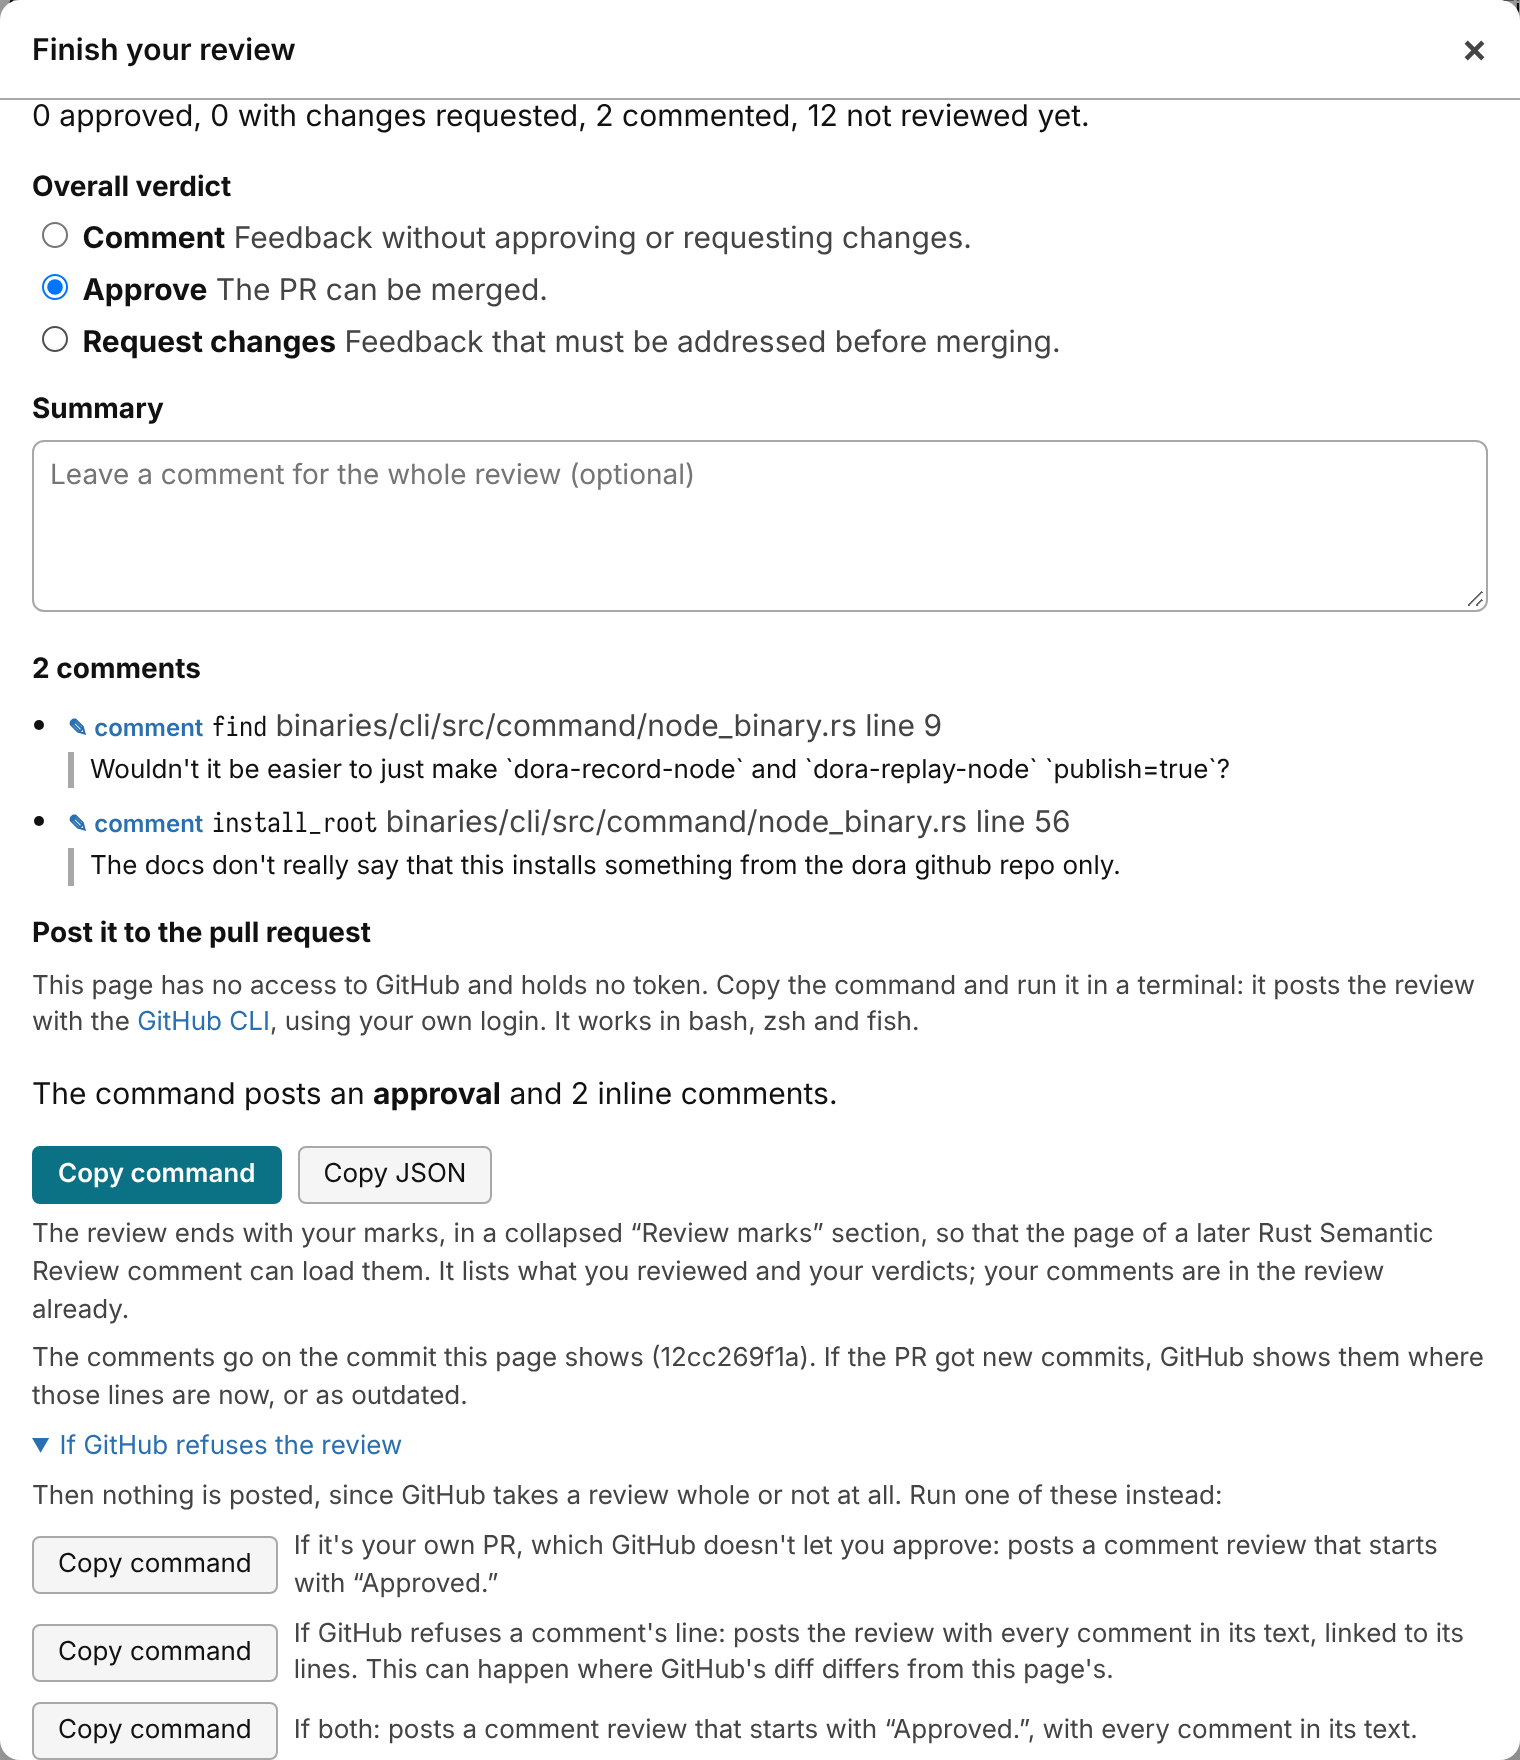 Finish your review
×
0 approved, 0 with changes requested, 2 commented, 12 not reviewed yet.
Overall verdict
Comment Feedback without approving or requesting changes.
Approve The PR can be merged.
Request changes Feedback that must be addressed before merging.
Summary
Leave a comment for the whole review (optional)
2 comments
• ✎ comment find binaries/cli/src/command/node_binary.rs line 9
Wouldn't it be easier to just make `dora-record-node` and `dora-replay-node` `publish=true`?
• ✎ comment install_root binaries/cli/src/command/node_binary.rs line 56
The docs don't really say that this installs something from the dora github repo only.
Post it to the pull request
This page has no access to GitHub and holds no token. Copy the command and run it in a terminal: it posts the review
with the GitHub CLI, using your own login. It works in bash, zsh and fish.
The command posts an approval and 2 inline comments.
Copy command Copy JSON
The review ends with your marks, in a collapsed “Review marks” section, so that the page of a later Rust Semantic
Review comment can load them. It lists what you reviewed and your verdicts; your comments are in the review
already.
The comments go on the commit this page shows (12cc269f1a). If the PR got new commits, GitHub shows them where
those lines are now, or as outdated.
▼ If GitHub refuses the review
Then nothing is posted, since GitHub takes a review whole or not at all. Run one of these instead:
Copy command
If it's your own PR, which GitHub doesn't let you approve: posts a comment review that starts
with “Approved.”
Copy command
If GitHub refuses a comment's line: posts the review with every comment in its text, linked to its
lines. This can happen where GitHub's diff differs from this page's.
Copy command
If both: posts a comment review that starts with “Approved.”, with every comment in its text.